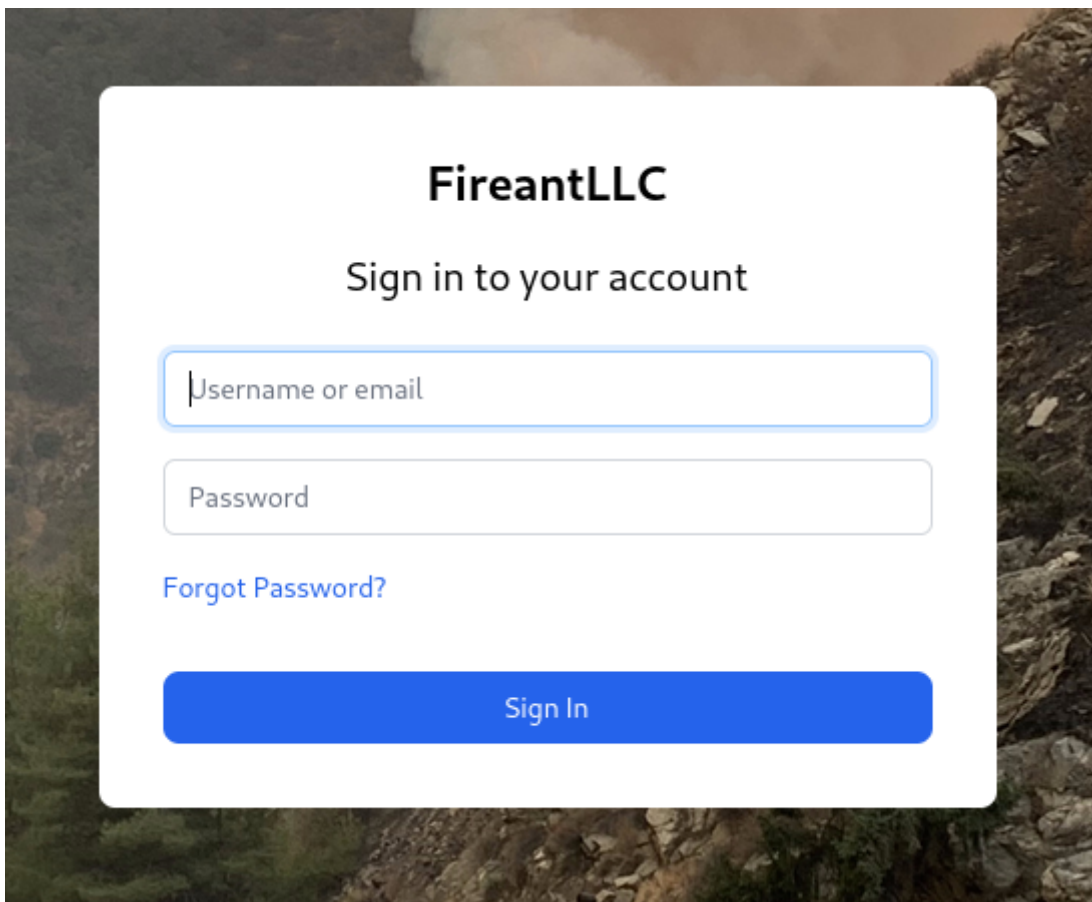 FireantLLC
Sign in to your account
Username or email
Password
Forgot Password?
Sign In